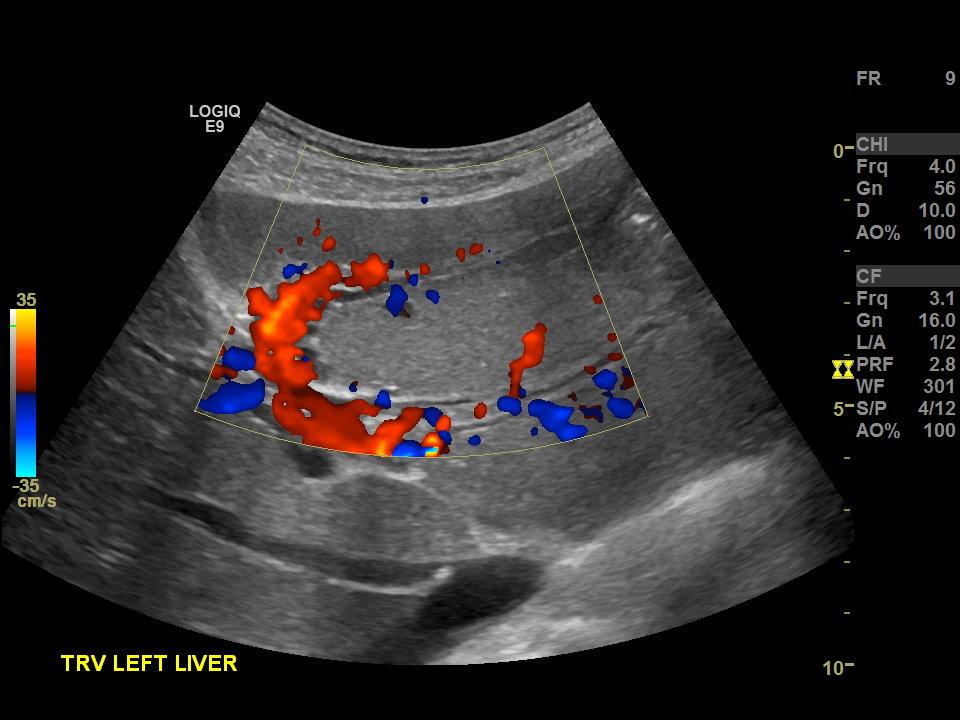 LOGIQ
E9
FR 9
0
CHI
Frq 4.0
Gn 56
D 10.0
AO% 100
CF
Frq 3.1
Gn 16.0
L/A 1/2
PRF 2.8
WF 301
S/P 4/12
AO% 100
5
10
35
-35
cm/s
TRV LEFT LIVER